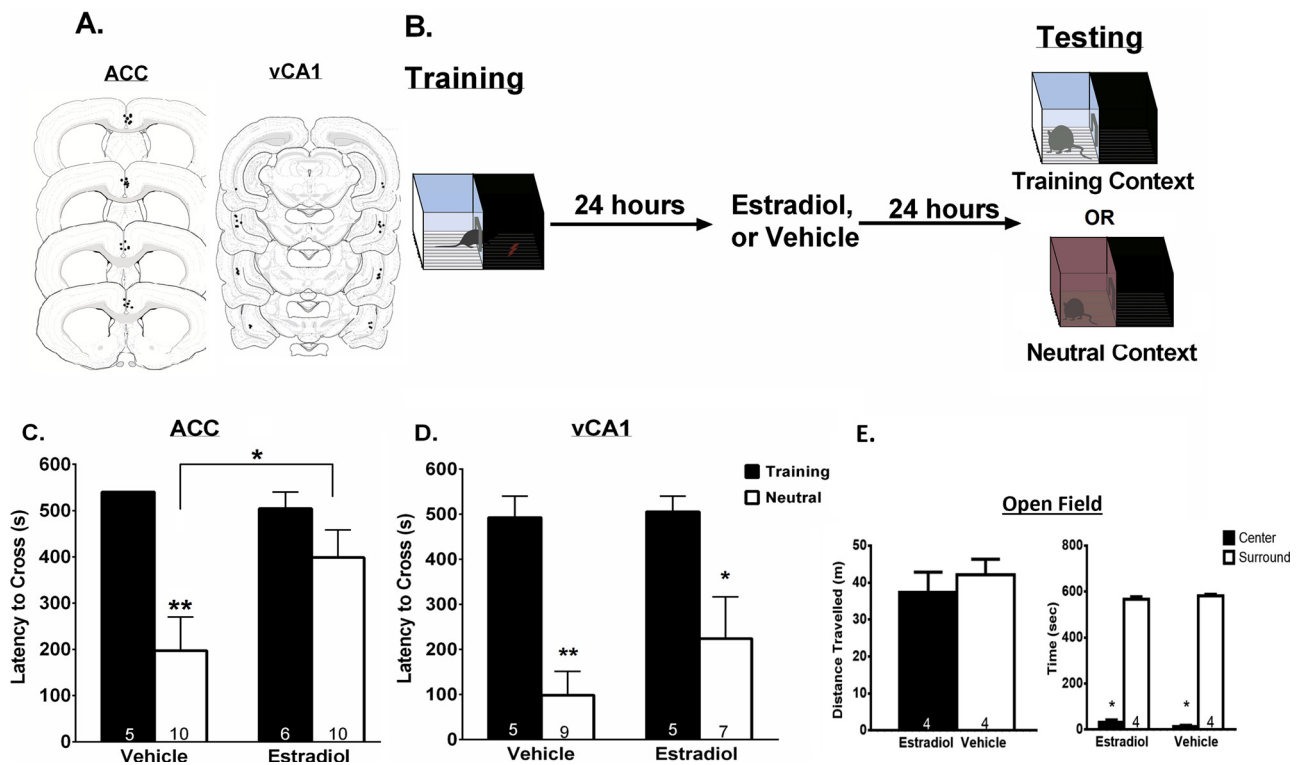 A.
ACC
vCA1
B.
Training
24 hours
Estradiol,
or Vehicle
24 hours
Testing
Training Context
OR
Neutral Context
C.
ACC
Latency to Cross (s)
600
500
400
300
200
100
0
*
**
5
10
6
10
Vehicle
Estradiol
D.
vCA1
Latency to Cross (s)
600
500
400
300
200
100
0
**
*
5
9
5
7
Vehicle
Estradiol
Training
Neutral
E.
Open Field
Distance Travelled (m)
50
40
30
20
10
0
4
4
Estradiol
Vehicle
Time (sec)
800
600
400
200
0
*
4
*
4
Estradiol
Vehicle
Center
Surround